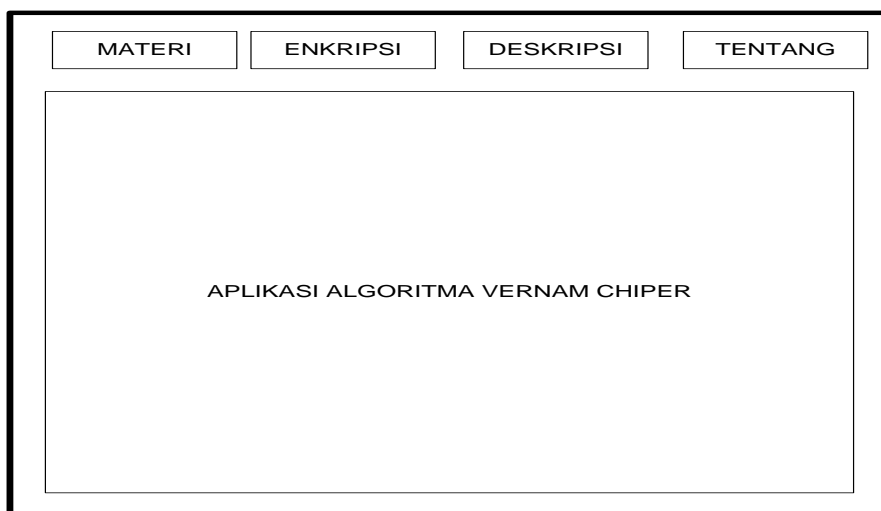 MATERI ENKRIPSI DESKRIPSI TENTANG
APLIKASI ALGORITMA VERNAM CHIPER